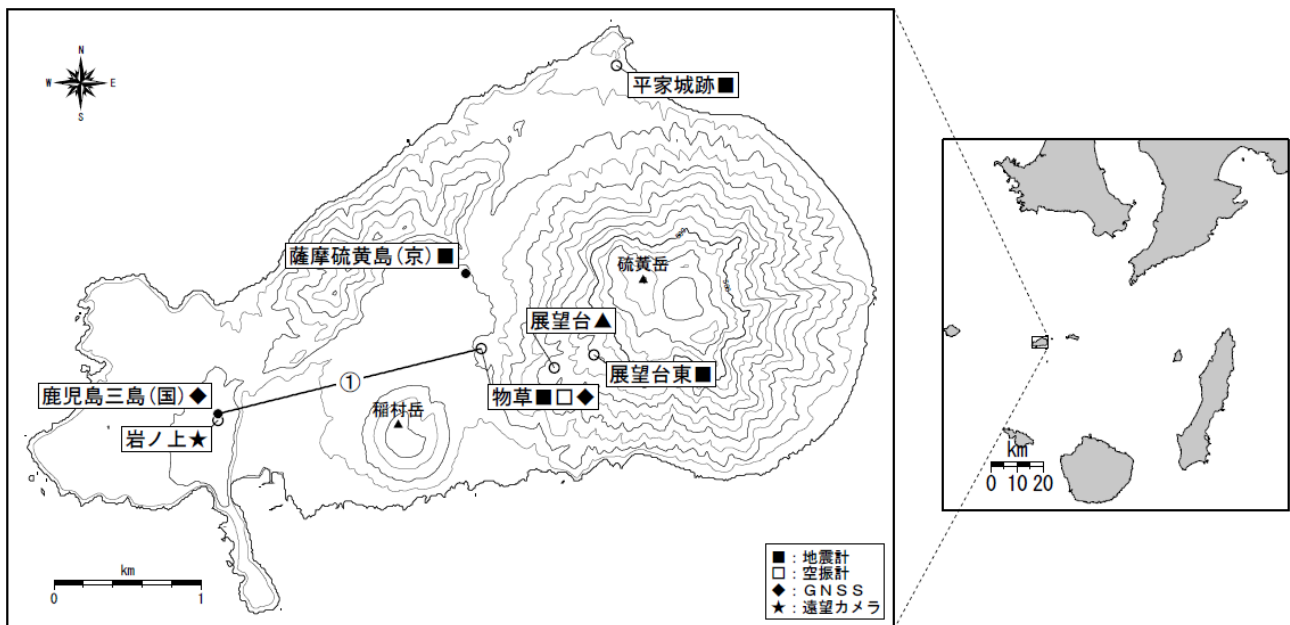 N
W E
S
平家城跡■
薩摩硫黄島(京)■
硫黄岳
展望台▲
展望台東■
①
物草■□◆
鹿児島三島(国)◆
稲村岳
岩ノ上★
km
0 1
■:地震計
□:空振計
◆:GNSS
★:遠望カメラ
km
0 10 20